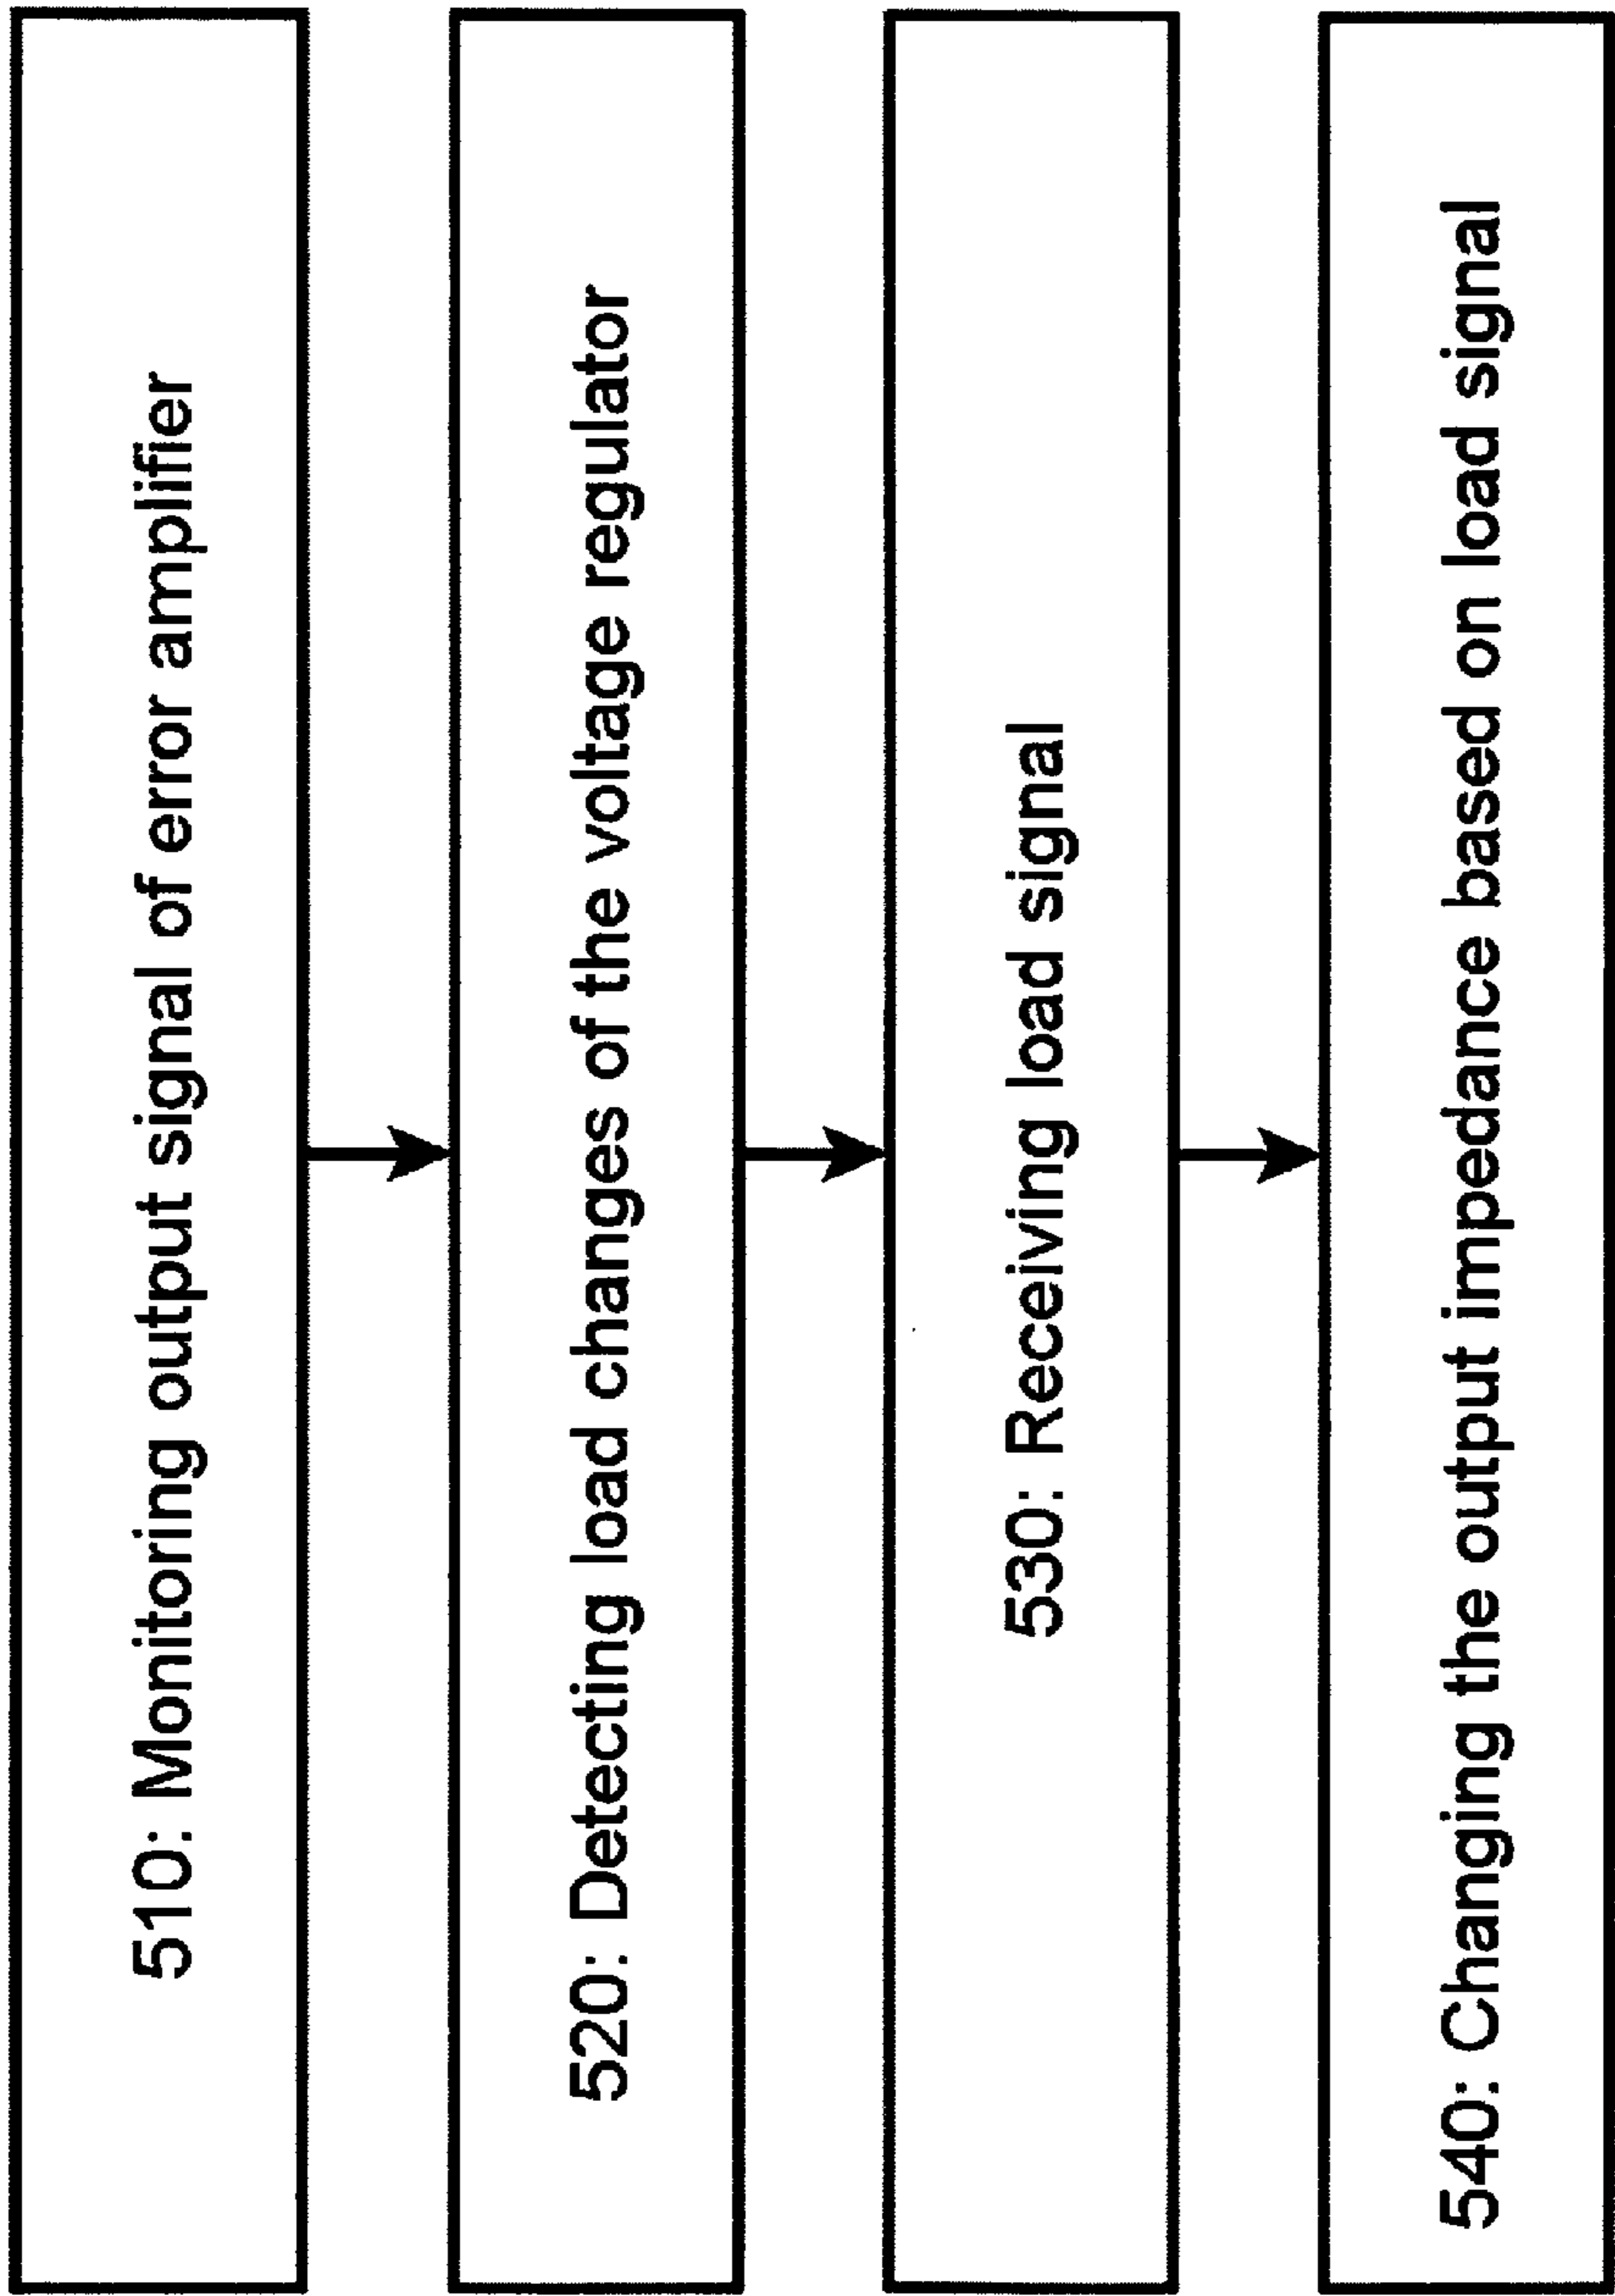 510: Monitoring output signal of error amplifier
520: Detecting load changes of the voltage regulator
530: Receiving load signal
540: Changing the output impedance based on load signal